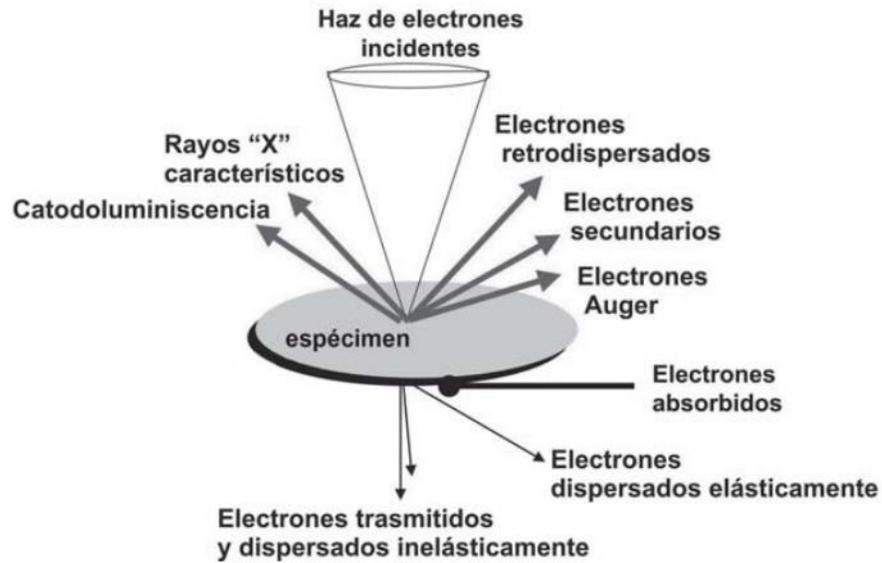 Haz de electrones
incidentes
Rayos “X”
característicos
Catodoluminiscencia
Electrones
retrodispersados
Electrones
secundarios
Electrones
Auger
espécimen
Electrones
absorbidos
Electrones
dispersados elásticamente
Electrones trasmitidos
y dispersados inelásticamente